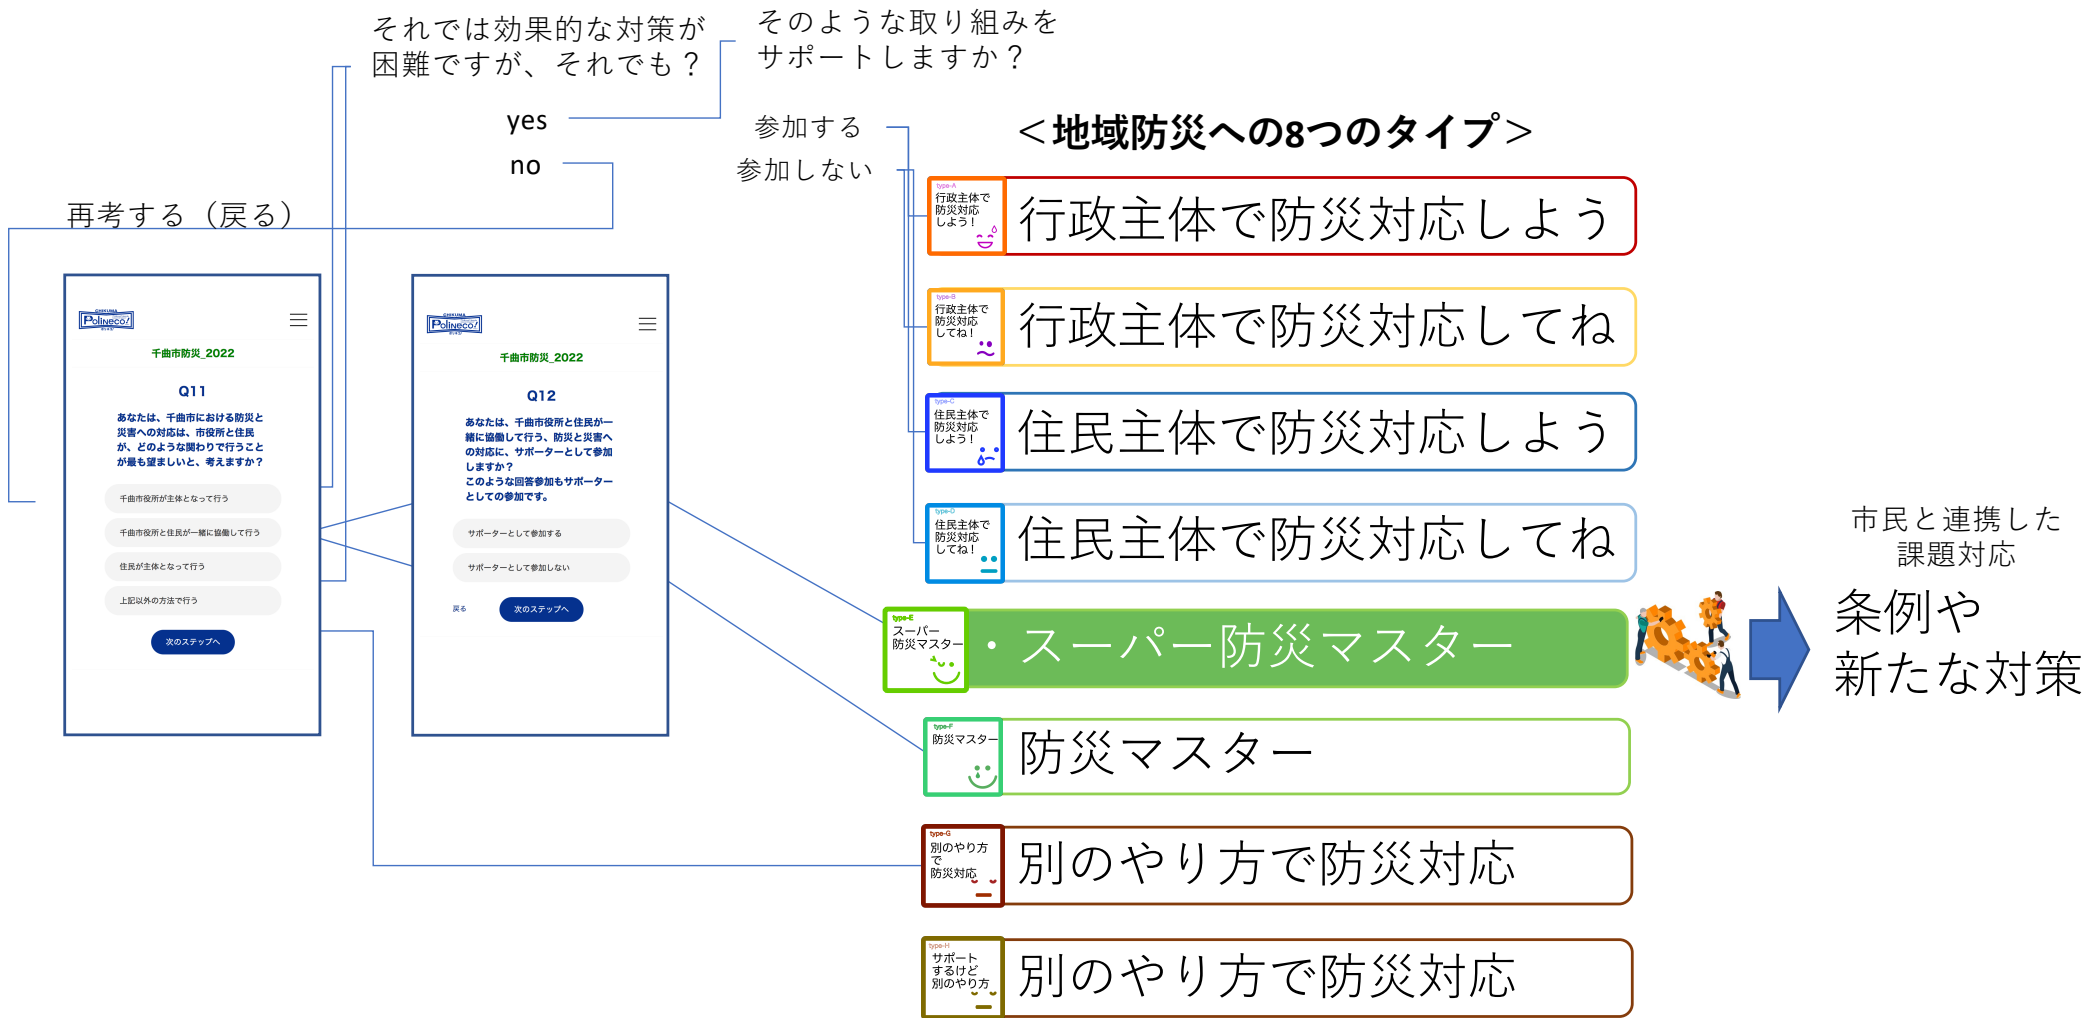 それでは効果的な対策が
困難ですが、それでも？
そのような取り組みを
サポートしますか？
yes
no
参加する
参加しない
再考する（戻る）
＜地域防災への8つのタイプ＞
CHIKUMA
Polineco!
千曲市防災_2022
Q11
あなたは、千曲市における防災と
災害への対応は、市役所と住民
が、どのような関わりで行うこと
が最も望ましいと、考えますか？
千曲市役所が主体となって行う
千曲市役所と住民が一緒に協働して行う
住民が主体となって行う
上記以外の方法で行う
次のステップへ
CHIKUMA
Polineco!
千曲市防災_2022
Q12
あなたは、千曲市役所と住民が一
緒に協働して行う、防災と災害へ
の対応に、サポーターとして参加
しますか？
このような回答参加もサポーター
としての参加です。
サポーターとして参加する
サポーターとして参加しない
戻る
次のステップへ
type-A
行政主体で
防災対応
しよう！
行政主体で防災対応しよう
type-B
行政主体で
防災対応
してね！
行政主体で防災対応してね
type-C
住民主体で
防災対応
しよう！
住民主体で防災対応しよう
type-D
住民主体で
防災対応
してね！
住民主体で防災対応してね
type-E
スーパー
防災マスター
・スーパー防災マスター
type-F
防災マスター
防災マスター
type-G
別のやり方
で
防災対応
別のやり方で防災対応
type-H
サポート
するけど
別のやり方
別のやり方で防災対応
市民と連携した
課題対応
条例や
新たな対策